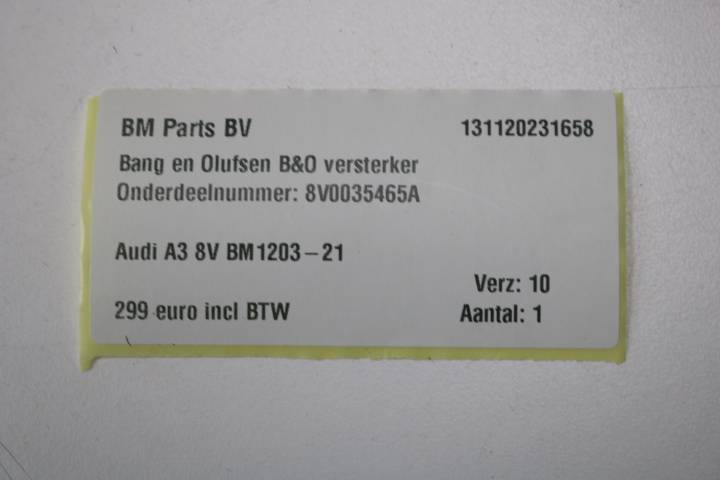 BM Parts BV 131120231658
Bang en Olufsen B&O versterker
Onderdeelnummer: 8V0035465A
Audi A3 8V BM1203-21
Verz: 10
299 euro incl BTW Aantal: 1